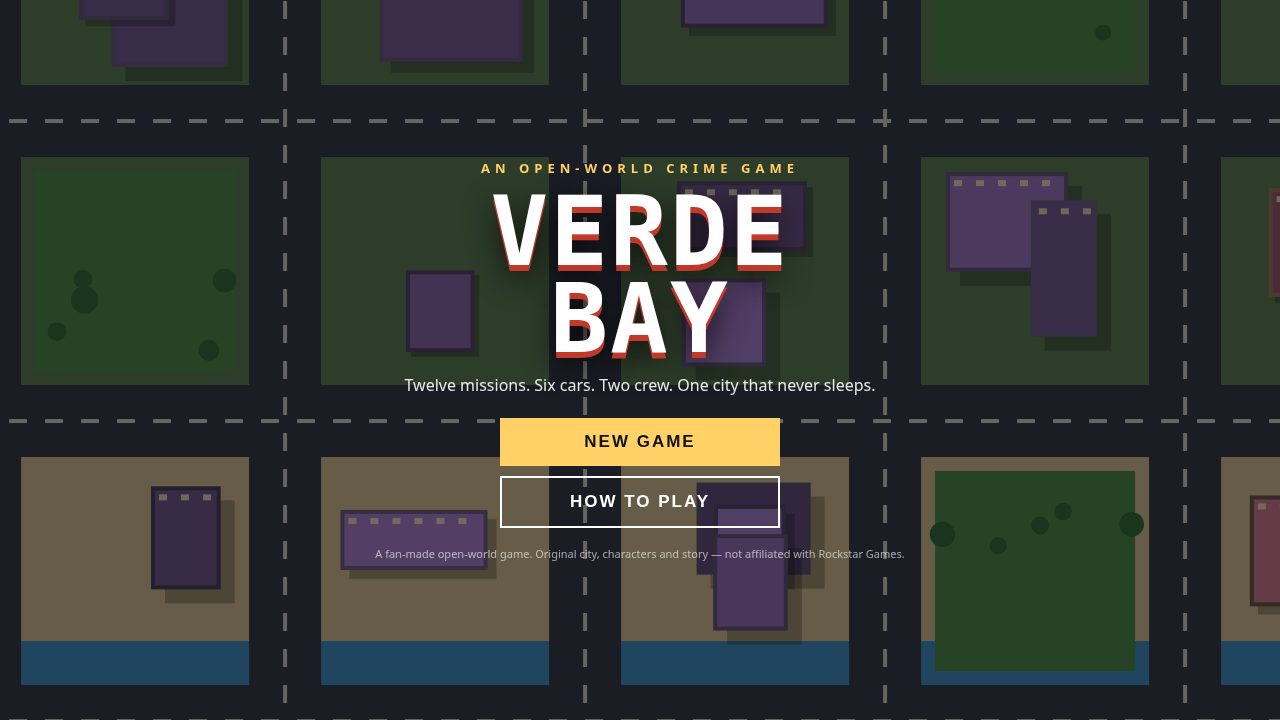 AN OPEN-WORLD CRIME GAME
VERDE
BAY
Twelve missions. Six cars. Two crew. One city that never sleeps.
NEW GAME
HOW TO PLAY
A fan-made open-world game. Original city, characters and story — not affiliated with Rockstar Games.